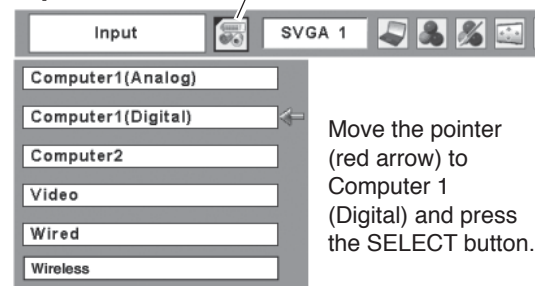 Input
SVGA 1
Computer1(Analog)
Computer1(Digital)
Computer2
Video
Wired
Wireless
Move the pointer
(red arrow) to
Computer 1
(Digital) and press
the SELECT button.